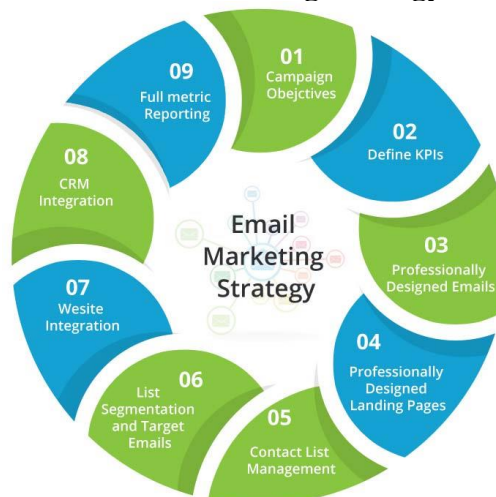 Email
Marketing
Strategy
01
Campaign
Obejctives
02
Define KPIs
03
Professionally
Designed Emails
04
Professionally
Designed
Landing Pages
05
Contact List
Management
06
List
Segmentation
and Target
Emails
07
Wesite
Integration
08
CRM
Integration
09
Full metric
Reporting